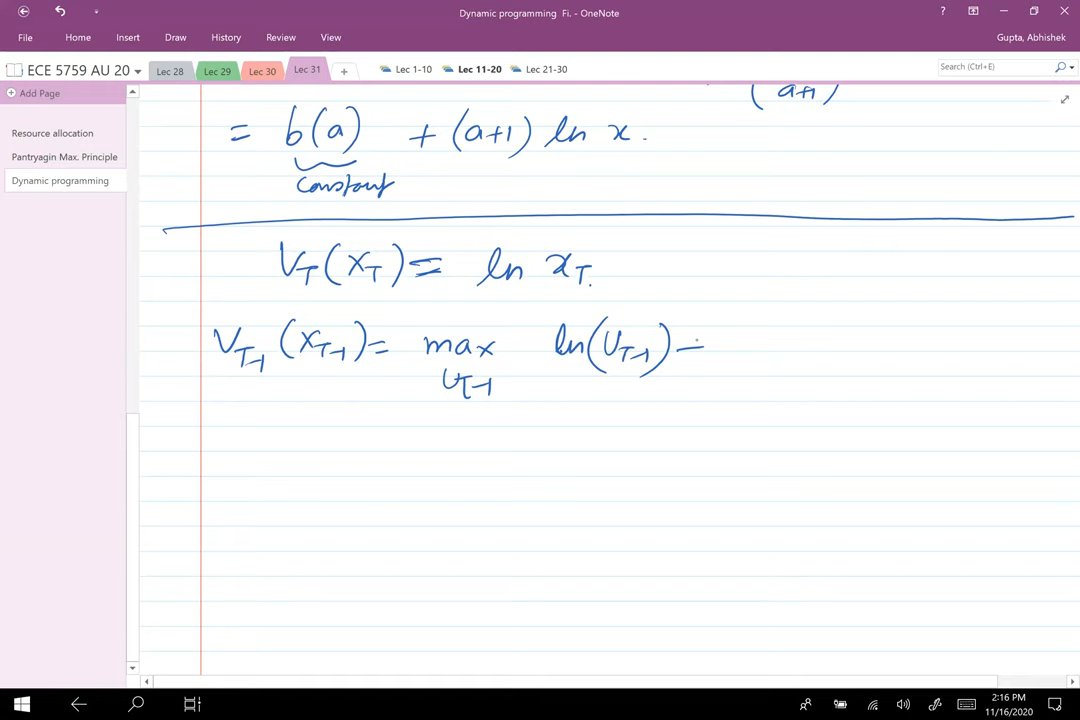 Dynamic programming Fi. - OneNote
?
Gupta, Abhishek
File Home Insert Draw History Review View
ECE 5759 AU 20
Lec 28 Lec 29 Lec 30 Lec 31 +
Lec 1-10 Lec 11-20 Lec 21-30
Search (Ctrl+E)
Add Page
Resource allocation
Pantryagin Max. Principle
Dynamic programming
(a+1)
= b(a) + (a+1) ln x.
constant
V_T(x_T) = ln x_T.
V_{T-1}(x_{T-1}) = max ln(U_{T-1}) -
U_{T-1}
2:16 PM
11/16/2020